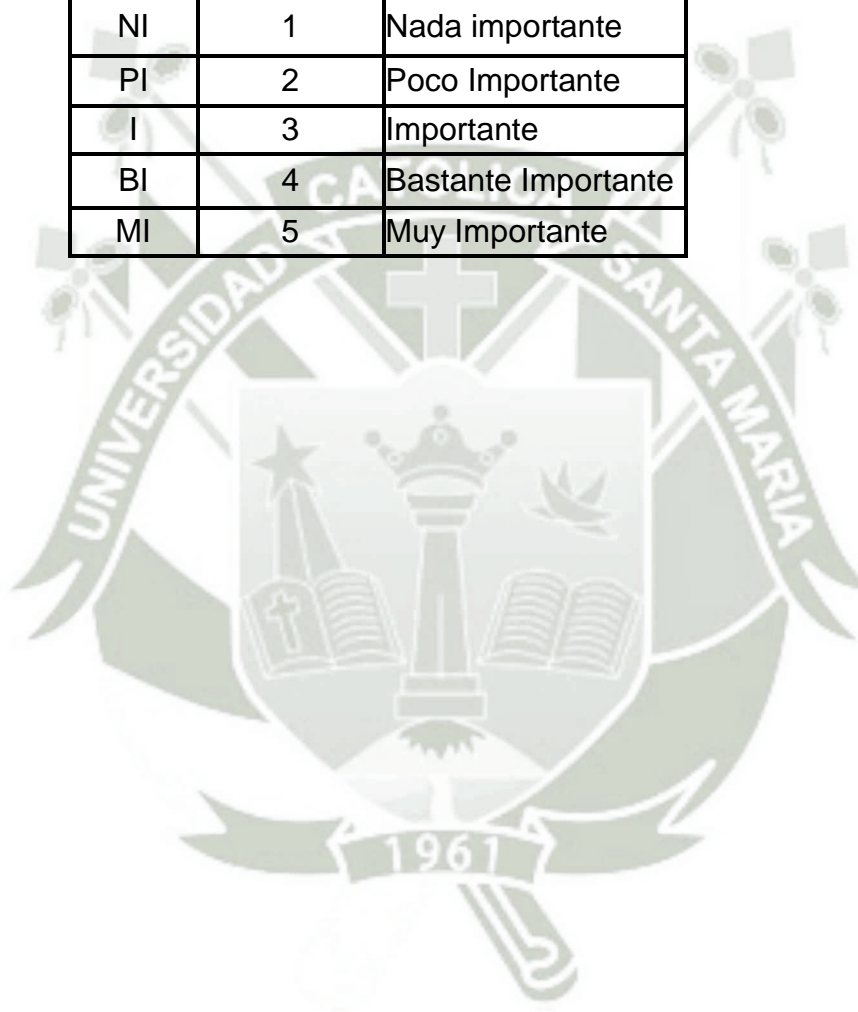 NI 1 Nada importante
PI 2 Poco Importante
I 3 Importante
BI 4 Bastante Importante
MI 5 Muy Importante
UNIVERSIDAD CATOLICA SANTA MARIA
1961